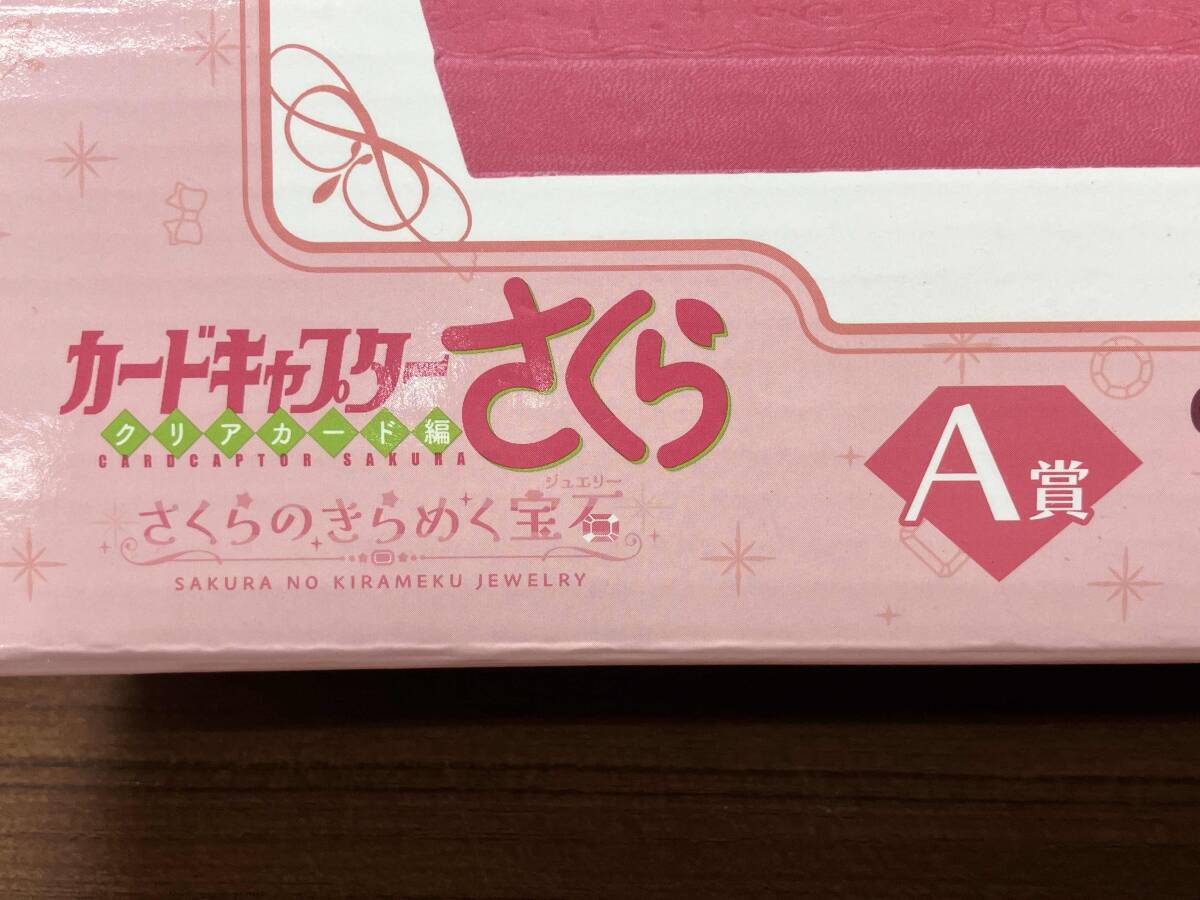 カードキャプターさくら
クリアカード編
CARDCAPTOR SAKURA
ジュエリー
さくらのきらめく宝石
SAKURA NO KIRAMEKU JEWELRY
A賞